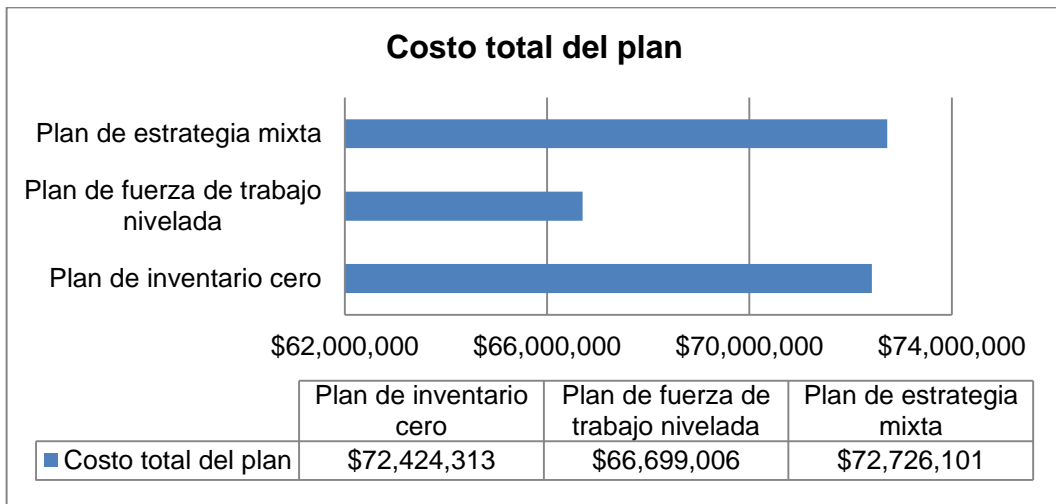 Costo total del plan
Plan de estrategia mixta
Plan de fuerza de trabajo
nivelada
Plan de inventario cero
$62,000,000 $66,000,000 $70,000,000 $74,000,000
Plan de inventario Plan de fuerza de Plan de estrategia
cero trabajo nivelada mixta
Costo total del plan $72,424,313 $66,699,006 $72,726,101